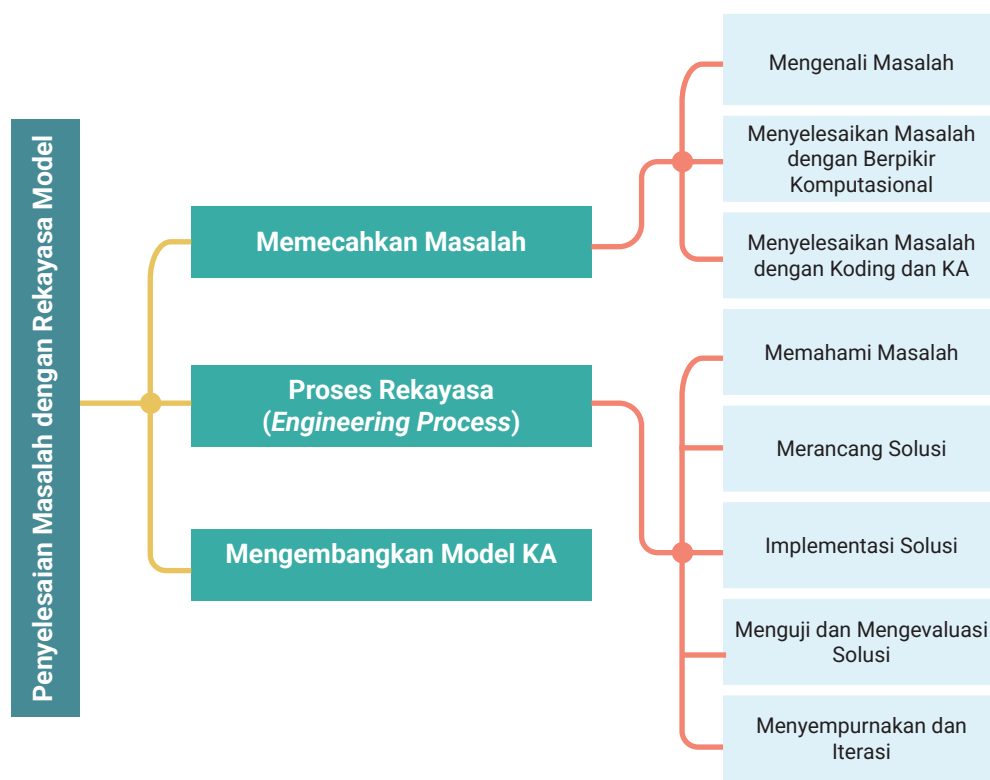 Penyelesaian Masalah dengan Rekayasa Model
Memecahkan Masalah
Mengenali Masalah
Menyelesaikan Masalah
dengan Berpikir
Komputasional
Menyelesaikan Masalah
dengan Koding dan KA
Proses Rekayasa
(Engineering Process)
Memahami Masalah
Merancang Solusi
Implementasi Solusi
Menguji dan Mengevaluasi
Solusi
Menyempurnakan dan
Iterasi
Mengembangkan Model KA